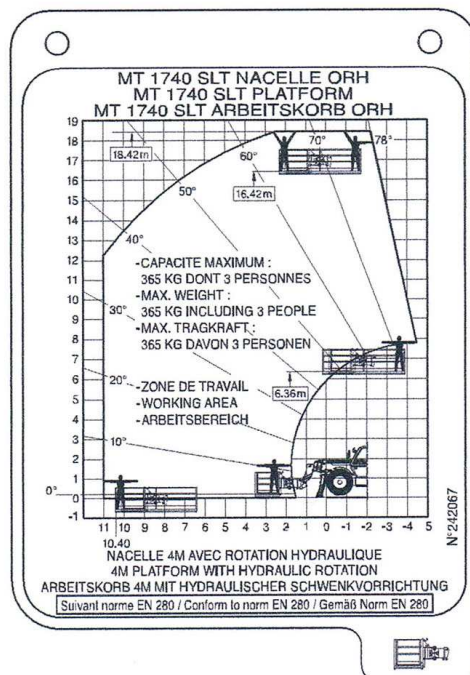 MT 1740 SLT NACELLE ORH
MT 1740 SLT PLATFORM
MT 1740 SLT ARBEITSKORB ORH
19
18
17
16
15
14
13
12
11
10
9
8
7
6
5
4
3
2
1
0
-1
18.42m
16.42m
6.36m
78°
70°
60°
50°
40°
30°
20°
10°
0°
-CAPACITE MAXIMUM :
365 KG DONT 3 PERSONNES
-MAX. WEIGHT :
365 KG INCLUDING 3 PEOPLE
-MAX. TRAGKRAFT :
365 KG DAVON 3 PERSONEN
-ZONE DE TRAVAIL
-WORKING AREA
-ARBEITSBEREICH
11 10 9 8 7 6 5 4 3 2 1 0 -1 -2 -3 -4 5
10.40
N°242067
NACELLE 4M AVEC ROTATION HYDRAULIQUE
4M PLATFORM WITH HYDRAULIC ROTATION
ARBEITSKORB 4M MIT HYDRAULISCHER SCHWENKVORRICHTUNG
Suivant norme EN 280 / Conform to norm EN 280 / Gemäß Norm EN 280